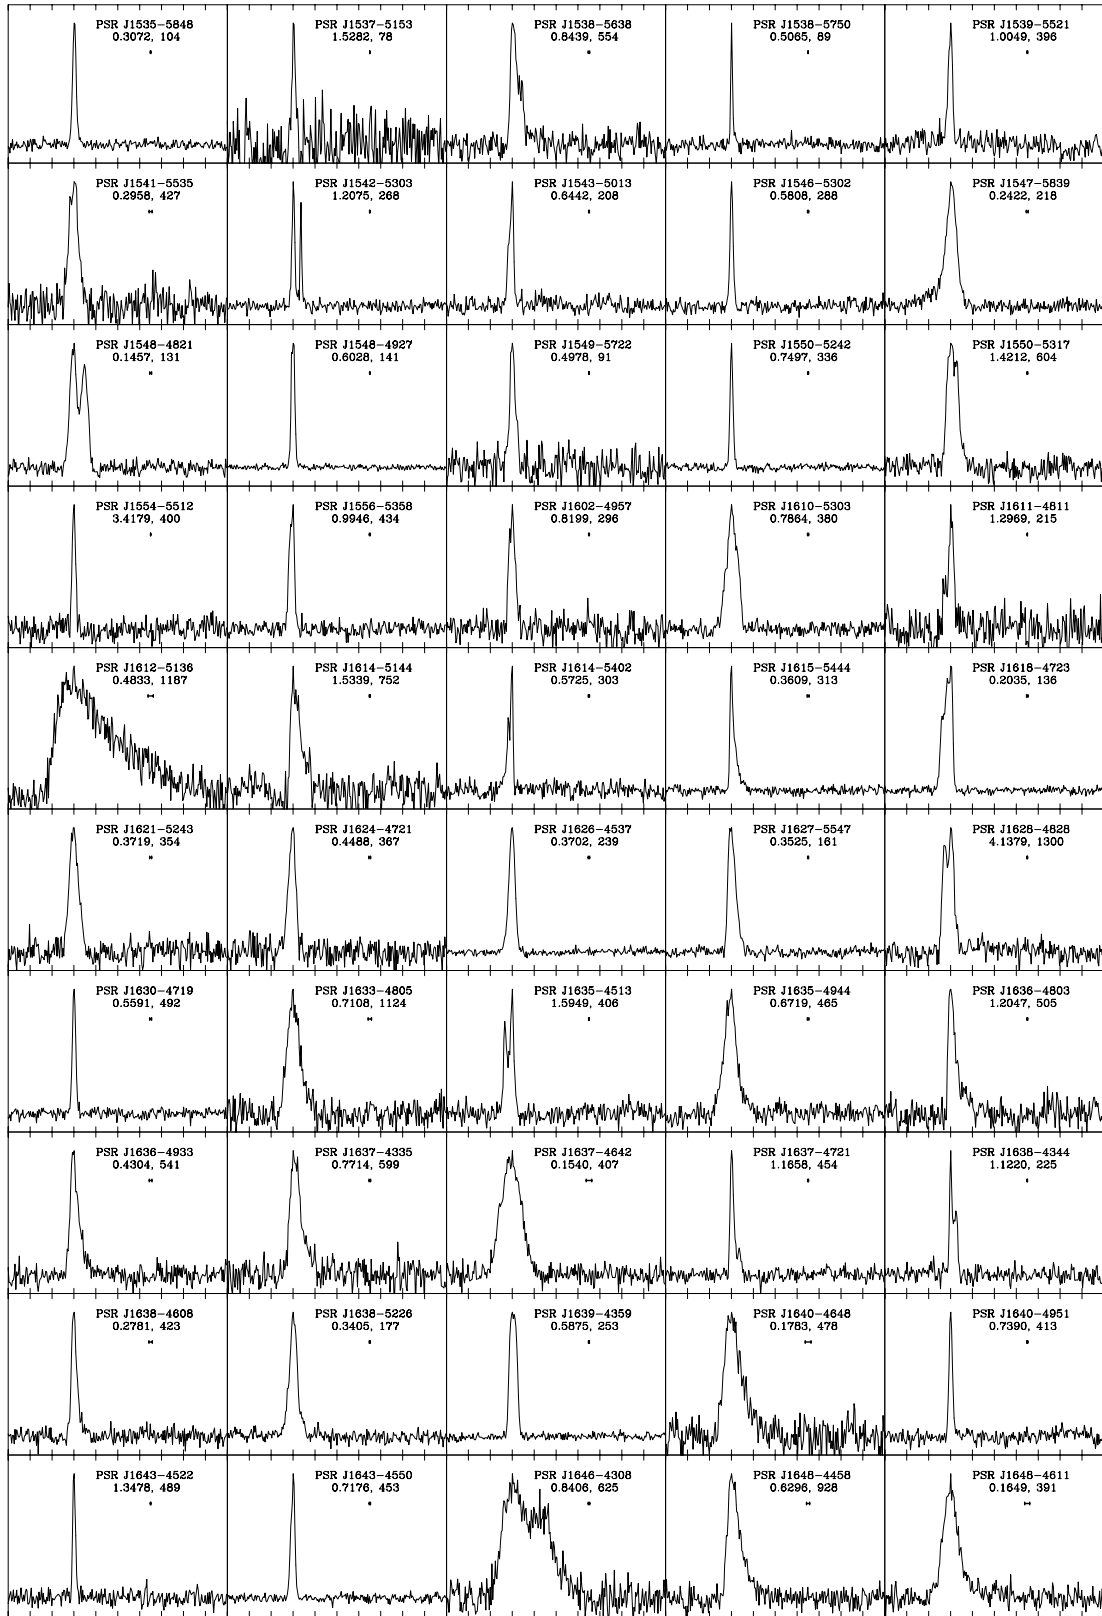 PSR J1535-5848
0.3072, 104
PSR J1537-5153
1.5282, 78
PSR J1538-5638
0.8439, 554
PSR J1538-5750
0.5065, 89
PSR J1539-5521
1.0049, 396
PSR J1541-5535
0.2958, 427
PSR J1542-5303
1.2075, 268
PSR J1543-5013
0.6442, 208
PSR J1546-5302
0.5808, 288
PSR J1547-5839
0.2422, 218
PSR J1548-4821
0.1457, 131
PSR J1548-4927
0.6028, 141
PSR J1549-5722
0.4978, 91
PSR J1550-5242
0.7497, 336
PSR J1550-5317
1.4212, 604
PSR J1554-5512
3.4179, 400
PSR J1556-5358
0.9946, 434
PSR J1602-4957
0.8199, 296
PSR J1610-5303
0.7864, 380
PSR J1611-4811
1.2969, 215
PSR J1612-5136
0.4833, 1187
PSR J1614-5144
1.5339, 752
PSR J1614-5402
0.5725, 303
PSR J1615-5444
0.3609, 313
PSR J1618-4723
0.2035, 136
PSR J1621-5243
0.3719, 354
PSR J1624-4721
0.4488, 367
PSR J1626-4537
0.3702, 239
PSR J1627-5547
0.3525, 161
PSR J1628-4828
4.1379, 1300
PSR J1630-4719
0.5591, 492
PSR J1633-4805
0.7108, 1124
PSR J1635-4513
1.5949, 406
PSR J1635-4944
0.6719, 465
PSR J1636-4803
1.2047, 505
PSR J1636-4933
0.4304, 541
PSR J1637-4335
0.7714, 599
PSR J1637-4642
0.1540, 407
PSR J1637-4721
1.1658, 454
PSR J1638-4344
1.1220, 225
PSR J1638-4608
0.2781, 423
PSR J1638-5226
0.3405, 177
PSR J1639-4359
0.5875, 253
PSR J1640-4648
0.1783, 478
PSR J1640-4951
0.7390, 413
PSR J1643-4522
1.3478, 489
PSR J1643-4550
0.7176, 453
PSR J1646-4308
0.8406, 625
PSR J1648-4458
0.6296, 928
PSR J1648-4611
0.1649, 391